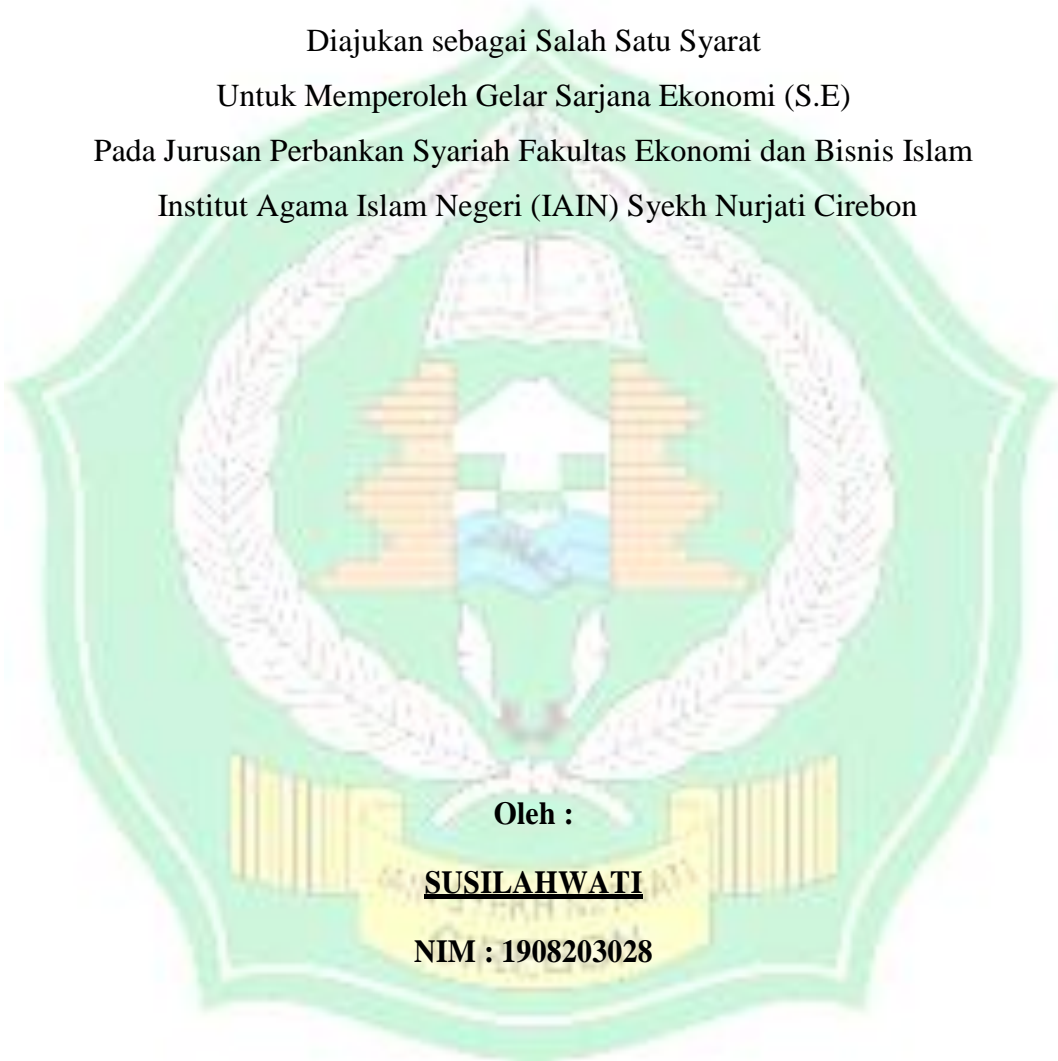 Diajukan sebagai Salah Satu Syarat
Untuk Memperoleh Gelar Sarjana Ekonomi (S.E)
Pada Jurusan Perbankan Syariah Fakultas Ekonomi dan Bisnis Islam
Institut Agama Islam Negeri (IAIN) Syekh Nurjati Cirebon
Oleh :
SUSILAHWATI
NIM : 1908203028